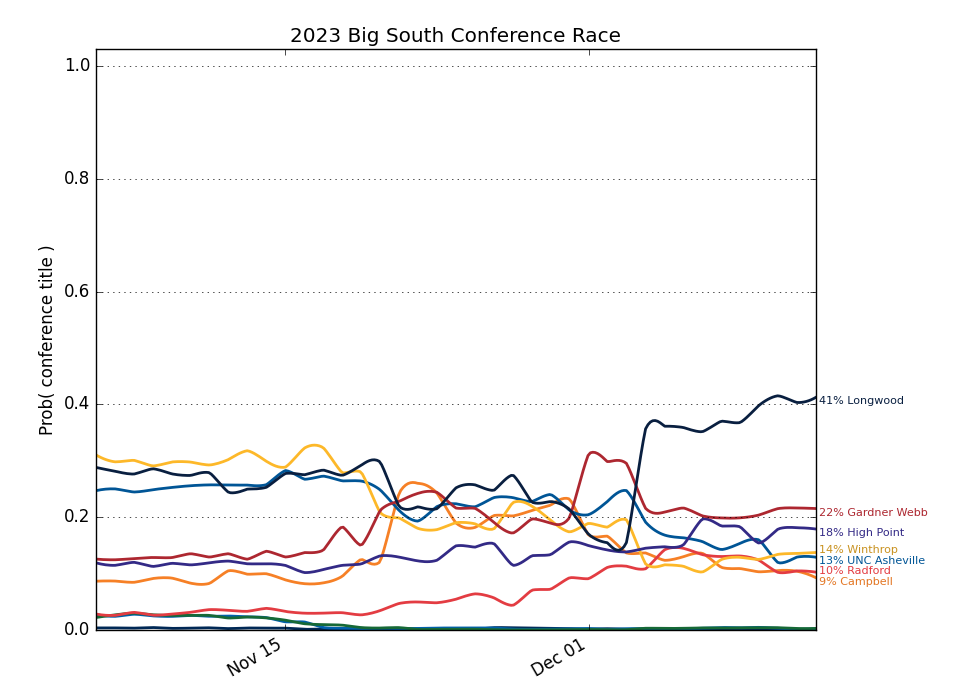 2023 Big South Conference Race
Prob( conference title )
1.0
0.8
0.6
0.4
0.2
0.0
Nov 15
Dec 01
41% Longwood
22% Gardner Webb
18% High Point
14% Winthrop
13% UNC Asheville
10% Radford
9% Campbell